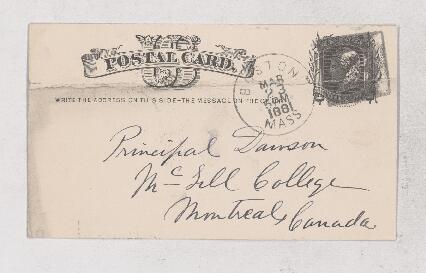 POSTAL CARD.
WRITE THE ADDRESS ON THIS SIDE-THE MESSAGE ON THE
BOSTON
MAR
23
1881
MASS
Principal Dawson
McGill College
Montreal, Canada